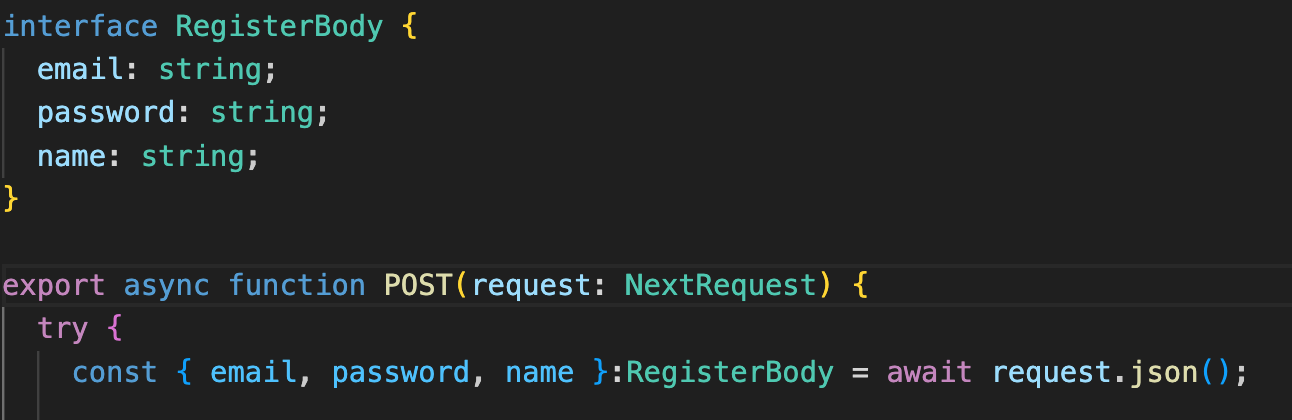 interface RegisterBody {
  email: string;
  password: string;
  name: string;
}

export async function POST(request: NextRequest) {
  try {
    const { email, password, name }:RegisterBody = await request.json();